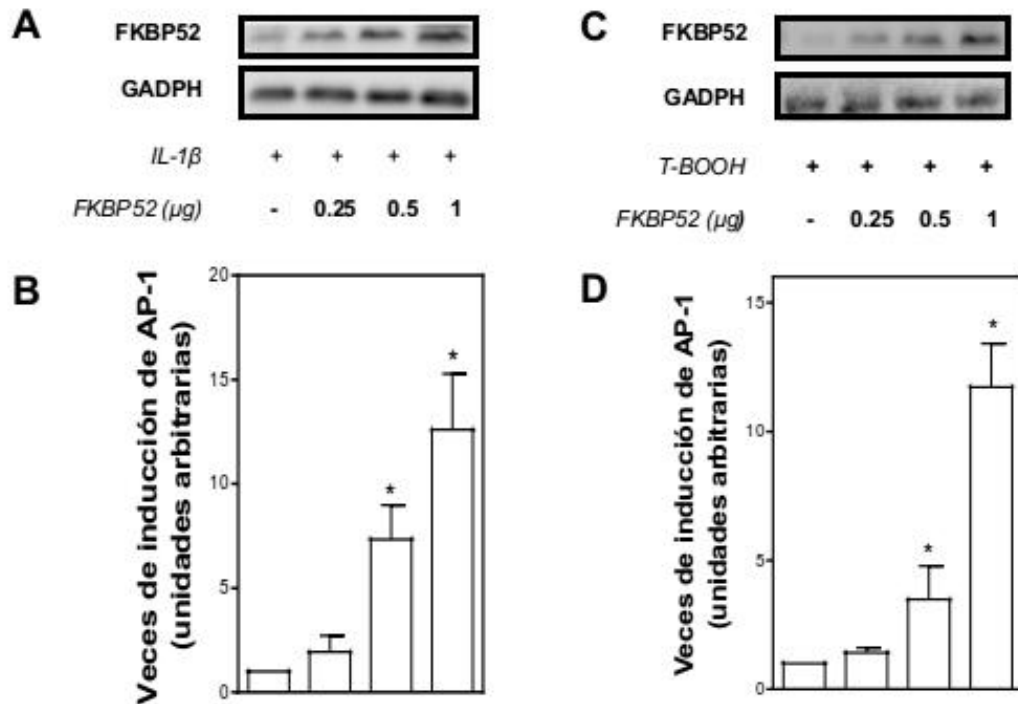 A
FKBP52
GADPH
IL-1β + + + +
FKBP52 (µg) - 0.25 0.5 1
B
Veces de inducción de AP-1
(unidades arbitrarias)
20
15
10
5
0
*
*
C
FKBP52
GADPH
T-BOOH + + + +
FKBP52 (µg) - 0.25 0.5 1
D
Veces de inducción de AP-1
(unidades arbitrarias)
15
10
5
0
*
*